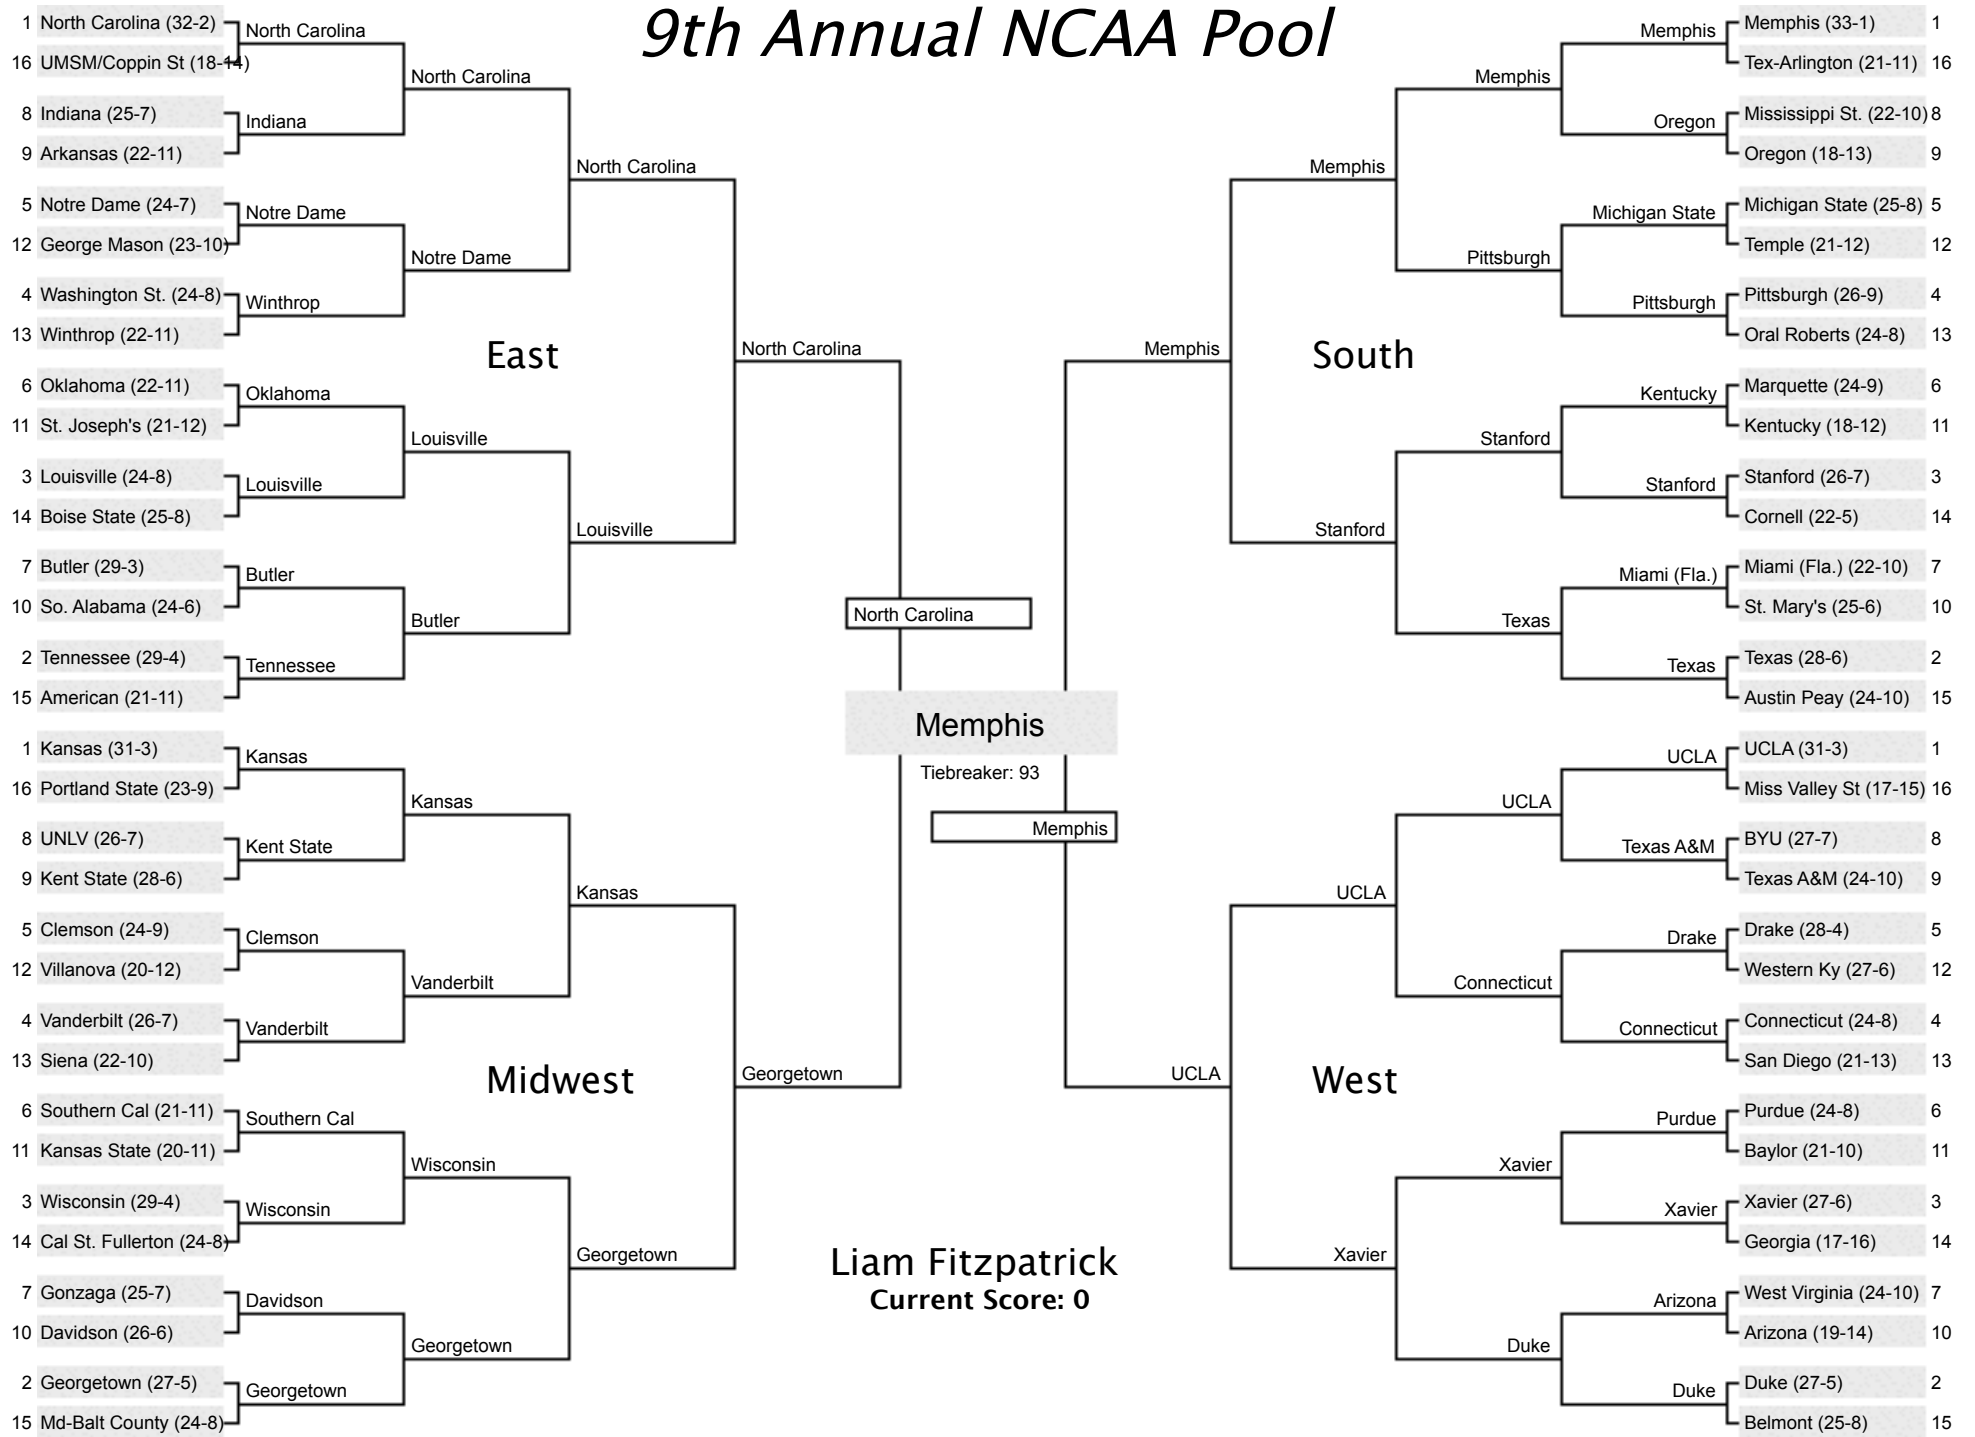 9th Annual NCAA Pool
1 North Carolina (32-2)
16 UMSM/Coppin St (18-14)
8 Indiana (25-7)
9 Arkansas (22-11)
5 Notre Dame (24-7)
12 George Mason (23-10)
4 Washington St. (24-8)
13 Winthrop (22-11)
6 Oklahoma (22-11)
11 St. Joseph's (21-12)
3 Louisville (24-8)
14 Boise State (25-8)
7 Butler (29-3)
10 So. Alabama (24-6)
2 Tennessee (29-4)
15 American (21-11)
North Carolina
Indiana
Notre Dame
Winthrop
Oklahoma
Louisville
Butler
Tennessee
North Carolina
Notre Dame
Louisville
Butler
North Carolina
Louisville
East
North Carolina
1 Kansas (31-3)
16 Portland State (23-9)
8 UNLV (26-7)
9 Kent State (28-6)
5 Clemson (24-9)
12 Villanova (20-12)
4 Vanderbilt (26-7)
13 Siena (22-10)
6 Southern Cal (21-11)
11 Kansas State (20-11)
3 Wisconsin (29-4)
14 Cal St. Fullerton (24-8)
7 Gonzaga (25-7)
10 Davidson (26-6)
2 Georgetown (27-5)
15 Md-Balt County (24-8)
Kansas
Kent State
Clemson
Vanderbilt
Southern Cal
Wisconsin
Davidson
Georgetown
Kansas
Vanderbilt
Wisconsin
Georgetown
Kansas
Georgetown
Midwest
Georgetown
North Carolina
Memphis
Tiebreaker: 93
Memphis
Liam Fitzpatrick
Current Score: 0
Memphis (33-1) 1
Tex-Arlington (21-11) 16
Mississippi St. (22-10) 8
Oregon (18-13) 9
Michigan State (25-8) 5
Temple (21-12) 12
Pittsburgh (26-9) 4
Oral Roberts (24-8) 13
Marquette (24-9) 6
Kentucky (18-12) 11
Stanford (26-7) 3
Cornell (22-5) 14
Miami (Fla.) (22-10) 7
St. Mary's (25-6) 10
Texas (28-6) 2
Austin Peay (24-10) 15
Memphis
Oregon
Michigan State
Pittsburgh
Kentucky
Stanford
Miami (Fla.)
Texas
Memphis
Pittsburgh
Stanford
Texas
Memphis
Stanford
South
Memphis
UCLA (31-3) 1
Miss Valley St (17-15) 16
BYU (27-7) 8
Texas A&M (24-10) 9
Drake (28-4) 5
Western Ky (27-6) 12
Connecticut (24-8) 4
San Diego (21-13) 13
Purdue (24-8) 6
Baylor (21-10) 11
Xavier (27-6) 3
Georgia (17-16) 14
West Virginia (24-10) 7
Arizona (19-14) 10
Duke (27-5) 2
Belmont (25-8) 15
UCLA
Texas A&M
Drake
Connecticut
Purdue
Xavier
Arizona
Duke
UCLA
Connecticut
Xavier
Duke
UCLA
Xavier
West
UCLA